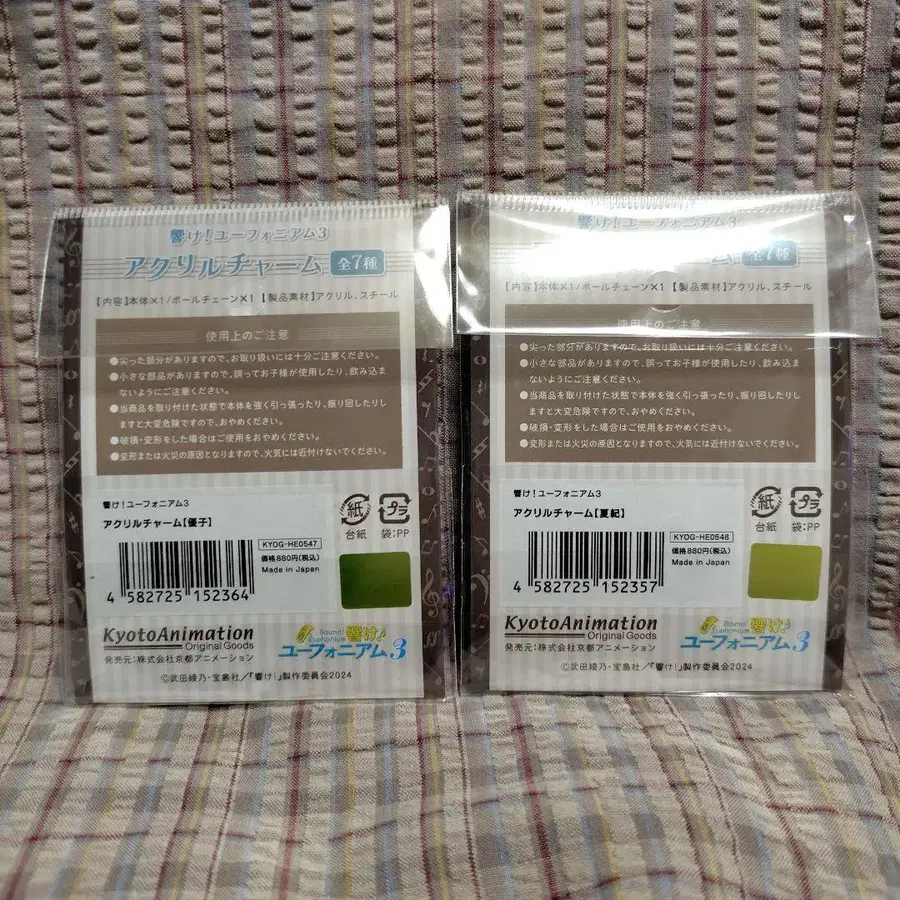 響け!ユーフォニアム3
アクリルチャーム 全7種
【内容】本体×1/ボールチェーン×1【製品素材】アクリル、スチール
使用上のご注意
●尖った部分がありますので、お取り扱いには十分ご注意ください。
●小さな部品がありますので、誤ってお子様が使用したり、飲み込ま
ないようにご注意ください。
●当商品を取り付けた状態で本体を強く引っ張ったり、振り回したりし
ますと大変危険ですので、おやめください。
●破損・変形をした場合はご使用をおやめください。
●変形または火災の原因となりますので、火気には近付けないでください。
響け!ユーフォニアム3
アクリルチャーム【優子】
KYOG-HE0547
価格880円(税込)
Made in Japan
4 582725 152364
紙
台紙
プラ
袋:PP
KyotoAnimation
Original Goods
発売元:株式会社京都アニメーション
Sound!
Euphonium
響け♪
ユーフォニアム3
©武田綾乃・宝島社/「響け!」製作委員会2024
響け!ユーフォニアム3
ム 全7種
【内容】本体×1/ボールチェーン×1【製品素材】アクリル、スチール
使用上のご注意
●尖った部分がありますので、お取り扱いには十分ご注意ください。
●小さな部品がありますので、誤ってお子様が使用したり、飲み込ま
ないようにご注意ください。
●当商品を取り付けた状態で本体を強く引っ張ったり、振り回したりし
ますと大変危険ですので、おやめください。
●破損・変形をした場合はご使用をおやめください。
●変形または火災の原因となりますので、火気には近付けないでください。
響け!ユーフォニアム3
アクリルチャーム【夏紀】
KYOG-HE0546
価格880円(税込)
Made in Japan
4 582725 152357
紙
台紙
プラ
袋:PP
KyotoAnimation
Original Goods
発売元:株式会社京都アニメーション
Sound!
Euphonium
響け♪
ユーフォニアム3
©武田綾乃・宝島社/「響け!」製作委員会2024